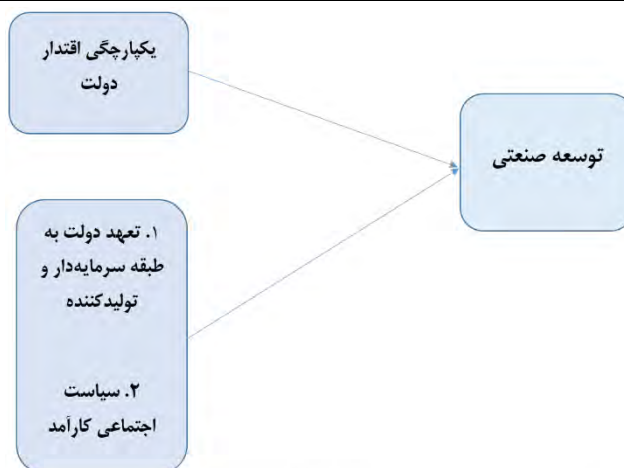 یکپارچگی اقتدار
دولت
توسعه صنعتی
۱. تعهد دولت به
طبقه سرمایه‌دار و
تولیدکننده
۲. سیاست
اجتماعی کارآمد